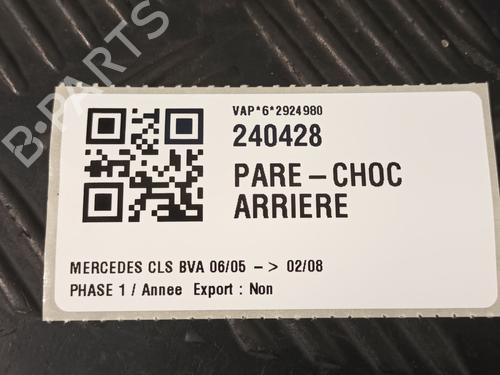 B-PARTS
VAP*6*2924980
240428
PARE-CHOC
ARRIERE
MERCEDES CLS BVA 06/05 -> 02/08
PHASE 1 / Annee Export : Non